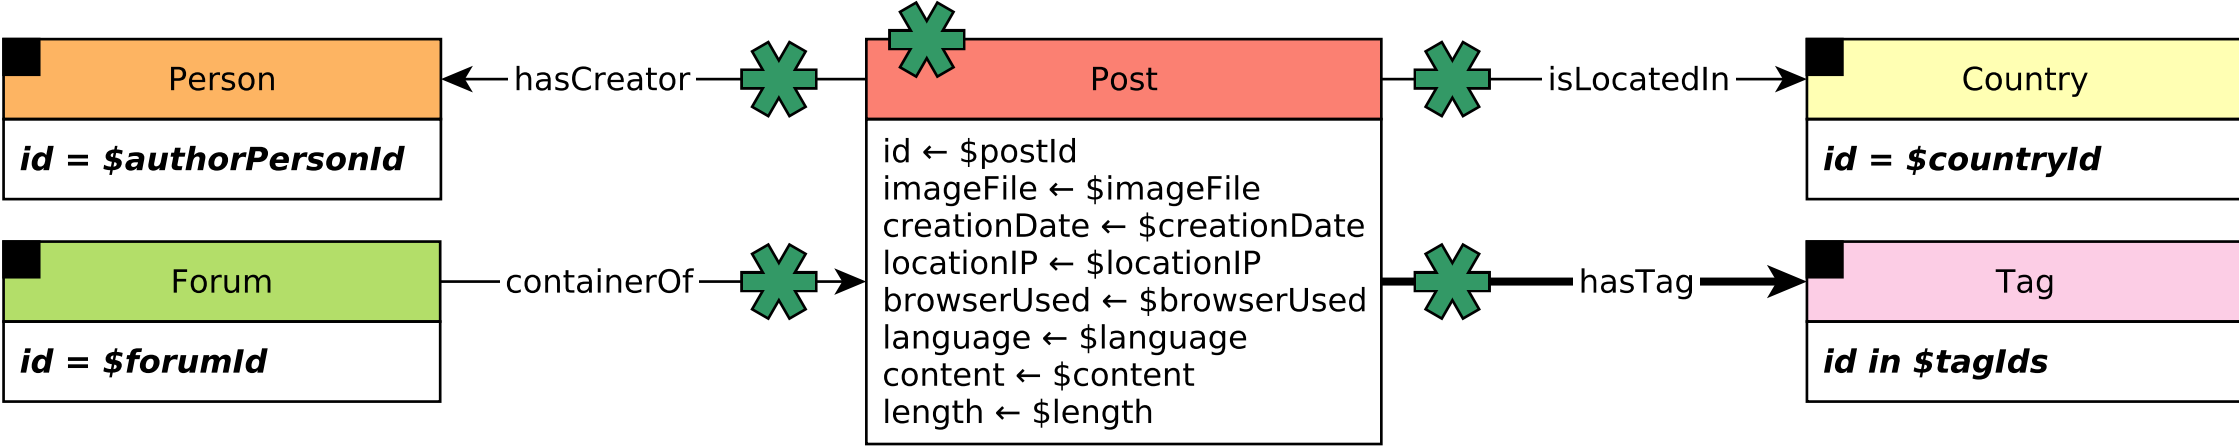 Person
id = $authorPersonId
hasCreator
Forum
id = $forumId
containerOf
Post
id ← $postId
imageFile ← $imageFile
creationDate ← $creationDate
locationIP ← $locationIP
browserUsed ← $browserUsed
language ← $language
content ← $content
length ← $length
isLocatedIn
Country
id = $countryId
hasTag
Tag
id in $tagIds